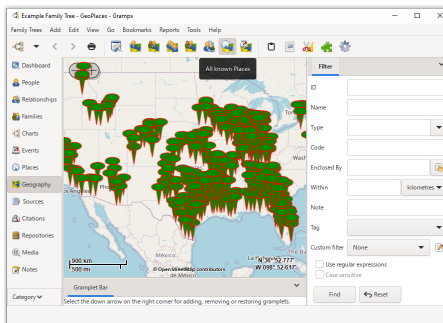 Example Family Tree - GeoPlaces - Gramps
Family Trees Add Edit View Go Bookmarks Reports Tools Help
All known Places
Dashboard
People
Relationships
Families
Charts
Events
Places
Geography
Sources
Citations
Repositories
Media
Notes
Category
México
900 km
500 mi
© OpenStreetMap contributors
de México
N 36°52.777'
W 098°52.617'
Gramplet Bar
Select the down arrow on the right corner for adding, removing or restoring gramplets.
Filter
ID
Name
Type
Code
Enclosed By
Within
kilometres
Note
Tag
Custom filter
None
Use regular expressions
Case sensitive
Find
Reset